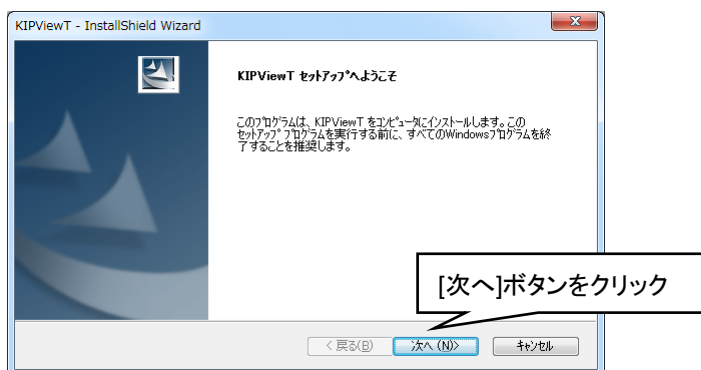 KIPViewT - InstallShield Wizard
KIPViewT セットアップへようこそ
このプログラムは、KIPViewT をコンピュータにインストールします。この
セットアップ プログラムを実行する前に、すべてのWindowsプログラムを終
了することを推奨します。
[次へ]ボタンをクリック
< 戻る(B)
次へ (N)>
キャンセル